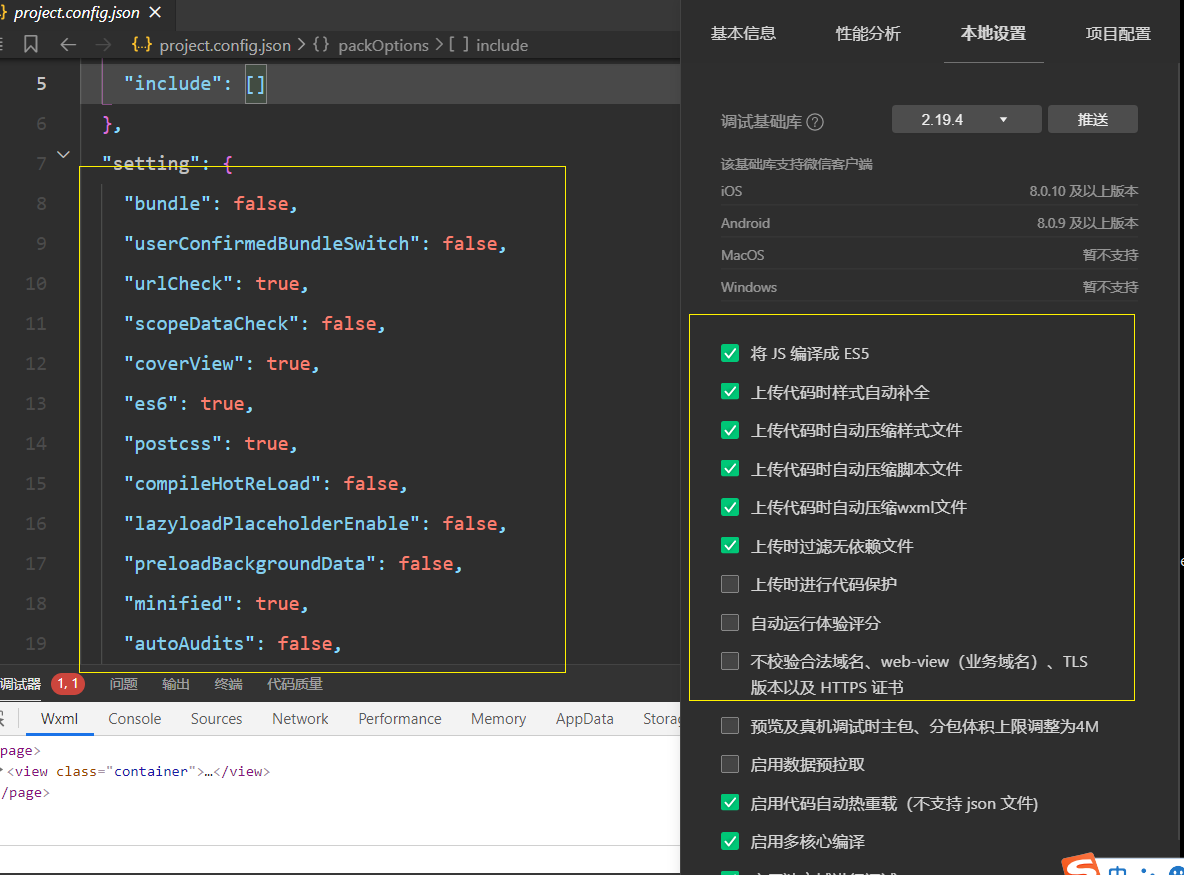 project.config.json ×
{..} project.config.json > {} packOptions > [ ] include
5 "include": []
6 },
7 "setting": {
8 "bundle": false,
9 "userConfirmedBundleSwitch": false,
10 "urlCheck": true,
11 "scopeDataCheck": false,
12 "coverView": true,
13 "es6": true,
14 "postcss": true,
15 "compileHotReLoad": false,
16 "lazyloadPlaceholderEnable": false,
17 "preloadBackgroundData": false,
18 "minified": true,
19 "autoAudits": false,
调试器 1, 1 问题 输出 终端 代码质量
Wxml Console Sources Network Performance Memory AppData Storag
page>
<view class="container">…</view>
/page>
基本信息 性能分析 本地设置 项目配置
调试基础库 ? 2.19.4 推送
该基础库支持微信客户端
iOS 8.0.10 及以上版本
Android 8.0.9 及以上版本
MacOS 暂不支持
Windows 暂不支持
将 JS 编译成 ES5
上传代码时样式自动补全
上传代码时自动压缩样式文件
上传代码时自动压缩脚本文件
上传代码时自动压缩wxml文件
上传时过滤无依赖文件
上传时进行代码保护
自动运行体验评分
不校验合法域名、web-view（业务域名）、TLS
版本以及 HTTPS 证书
预览及真机调试时主包、分包体积上限调整为4M
启用数据预拉取
启用代码自动热重载（不支持 json 文件)
启用多核心编译
S 中